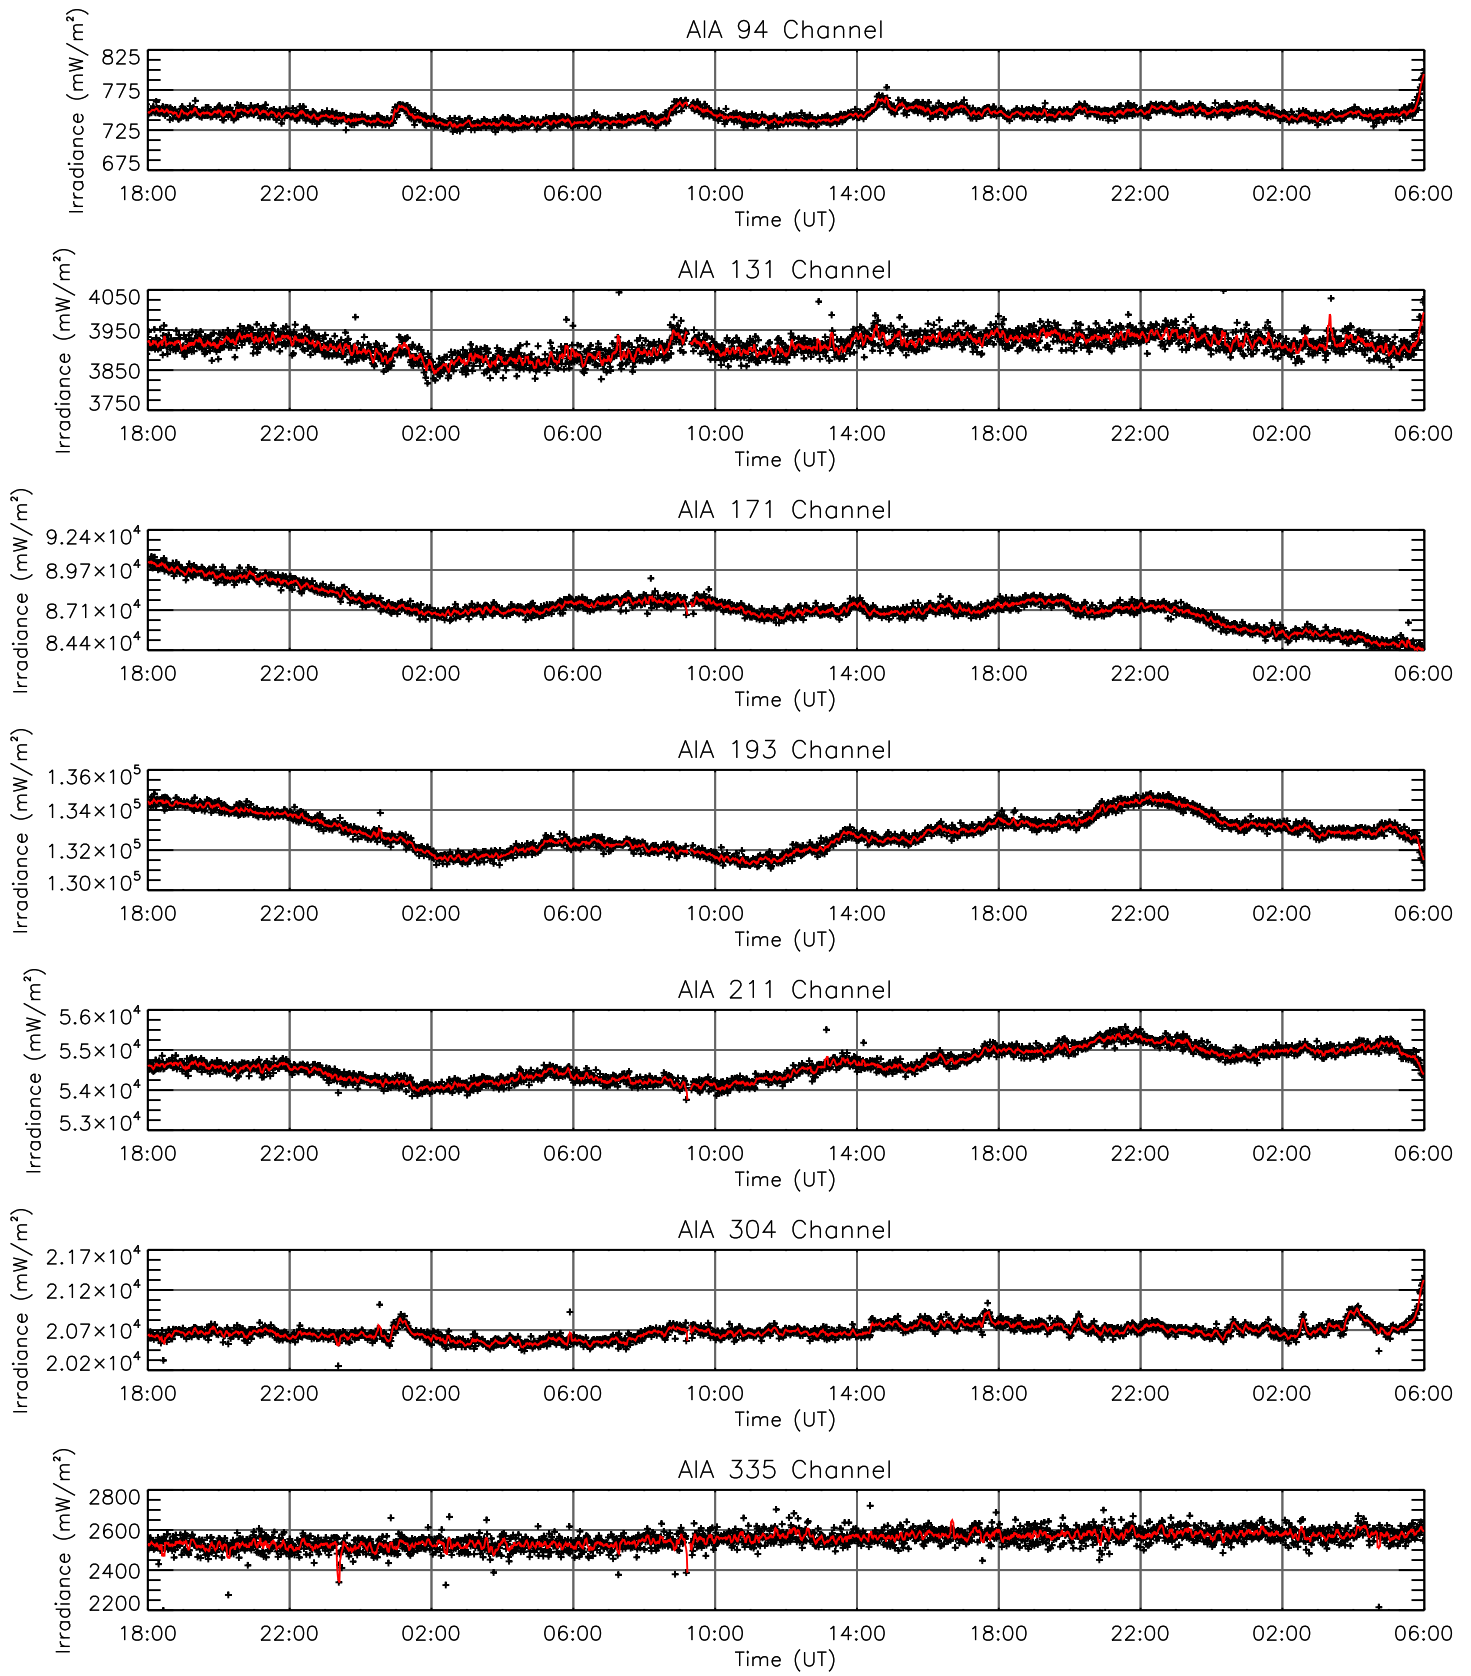 AIA 94 Channel
Irradiance (mW/m²)
825
775
725
675
18:00 22:00 02:00 06:00 10:00 14:00 18:00 22:00 02:00 06:00
Time (UT)
AIA 131 Channel
Irradiance (mW/m²)
4050
3950
3850
3750
18:00 22:00 02:00 06:00 10:00 14:00 18:00 22:00 02:00 06:00
Time (UT)
AIA 171 Channel
Irradiance (mW/m²)
9.24×10⁴
8.97×10⁴
8.71×10⁴
8.44×10⁴
18:00 22:00 02:00 06:00 10:00 14:00 18:00 22:00 02:00 06:00
Time (UT)
AIA 193 Channel
Irradiance (mW/m²)
1.36×10⁵
1.34×10⁵
1.32×10⁵
1.30×10⁵
18:00 22:00 02:00 06:00 10:00 14:00 18:00 22:00 02:00 06:00
Time (UT)
AIA 211 Channel
Irradiance (mW/m²)
5.6×10⁴
5.5×10⁴
5.4×10⁴
5.3×10⁴
18:00 22:00 02:00 06:00 10:00 14:00 18:00 22:00 02:00 06:00
Time (UT)
AIA 304 Channel
Irradiance (mW/m²)
2.17×10⁴
2.12×10⁴
2.07×10⁴
2.02×10⁴
18:00 22:00 02:00 06:00 10:00 14:00 18:00 22:00 02:00 06:00
Time (UT)
AIA 335 Channel
Irradiance (mW/m²)
2800
2600
2400
2200
18:00 22:00 02:00 06:00 10:00 14:00 18:00 22:00 02:00 06:00
Time (UT)